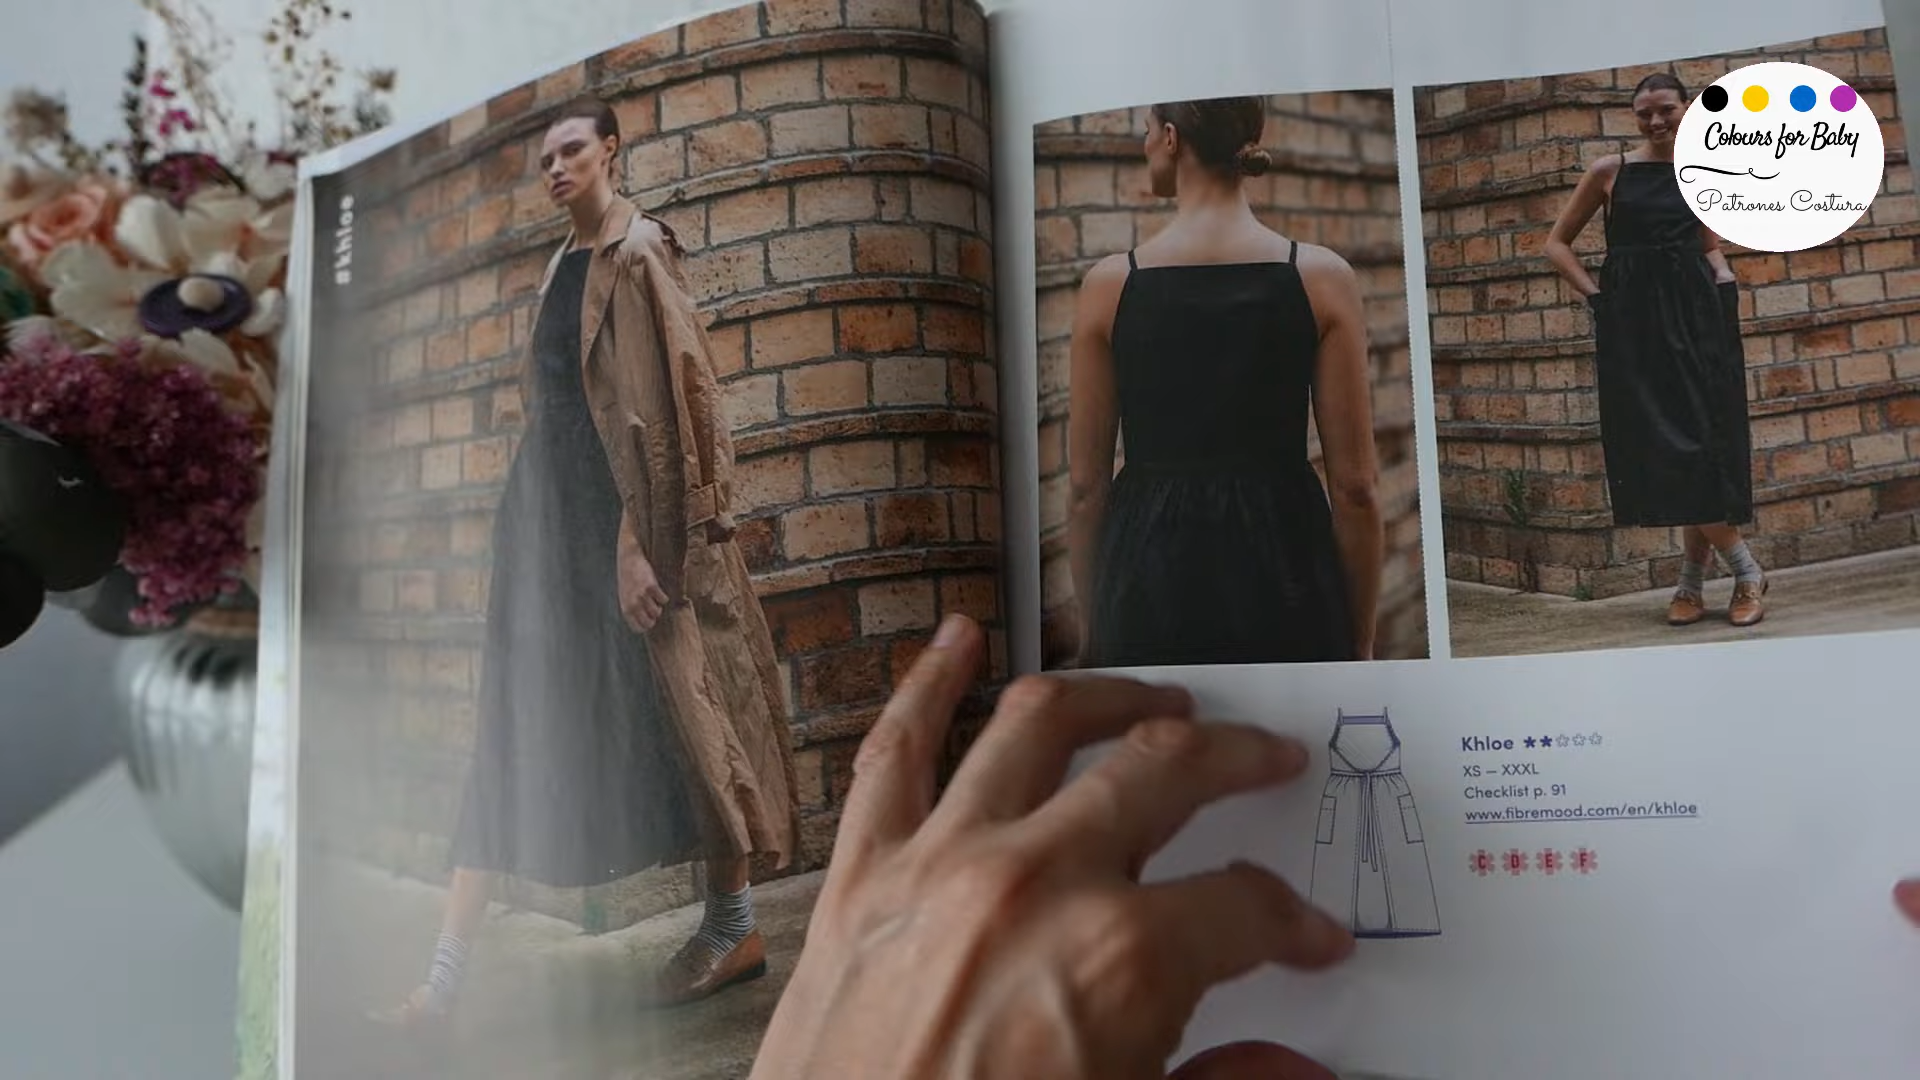 #khloe
Colours for Baby
Patrones Costura
Khloe ★★☆☆☆
XS — XXXL
Checklist p. 91
www.fibremood.com/en/khloe
C D E F